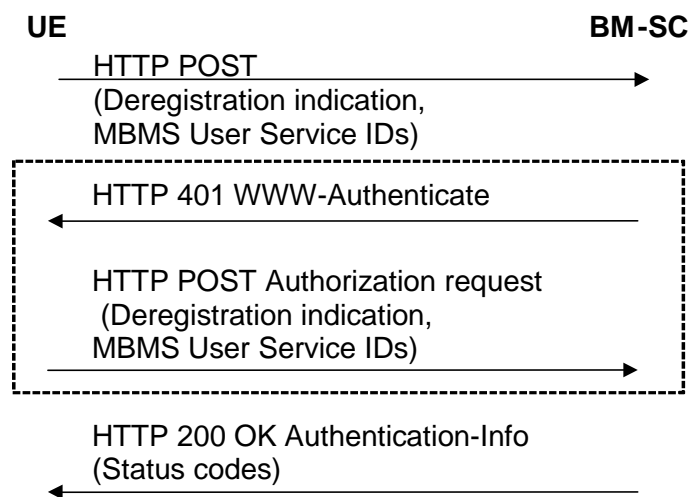 UE BM-SC
HTTP POST
(Deregistration indication,
MBMS User Service IDs)
HTTP 401 WWW-Authenticate
HTTP POST Authorization request
(Deregistration indication,
MBMS User Service IDs)
HTTP 200 OK Authentication-Info
(Status codes)